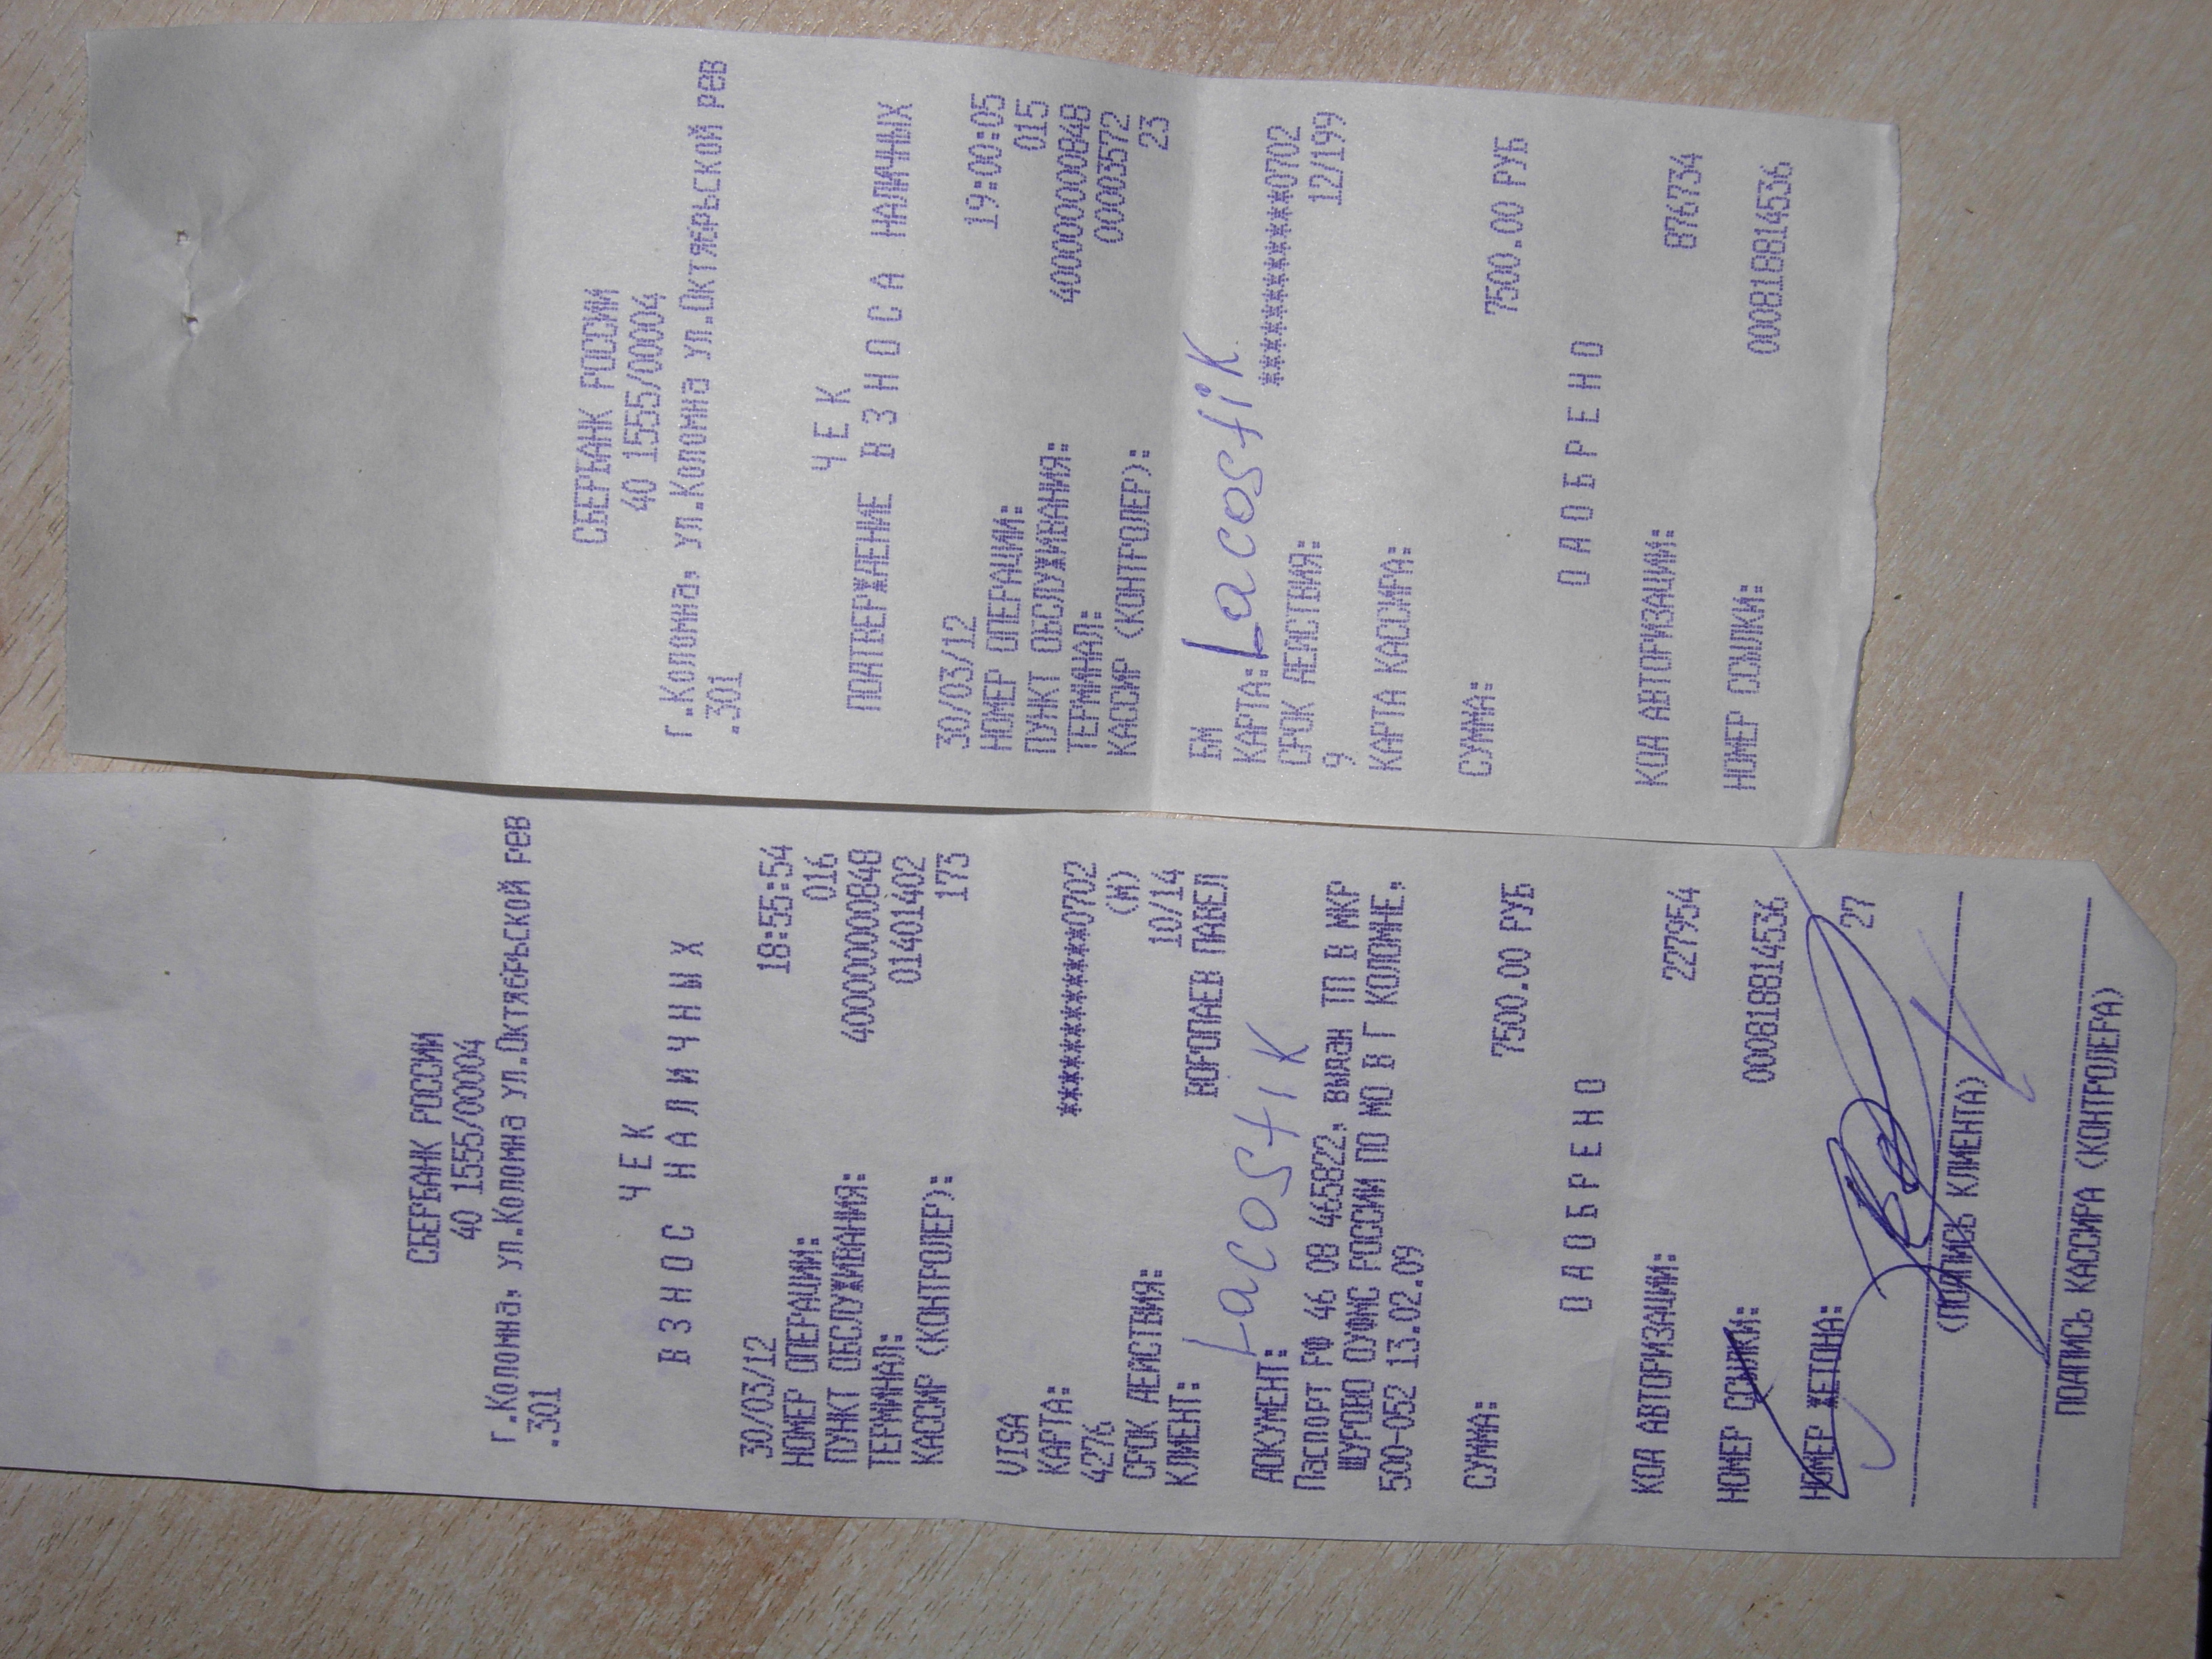 СБЕРБАНК РОССИИ
40 1555/00004
Г.Коломна, ул.Коломна ул.Октябрьской рев
.301
ЧЕК
ВЗНОС НАЛИЧНЫХ
30/03/12 18:55:54
НОМЕР ОПЕРАЦИИ: 016
ПУНКТ ОБСЛУЖИВАНИЯ: 400000000848
ТЕРМИНАЛ: 01401402
КАССИР (КОНТРОЛЕР): 173
VISA
КАРТА: ************0702
4276 (М)
СРОК ДЕЙСТВИЯ: 10/14
КЛИЕНТ: ВОРОПАЕВ ПАВЕЛ
Lacostik
ДОКУМЕНТ:
Паспорт РФ 46 08 465822, выдан ТП В МКР
ЩУРОВО ОУФМС РОССИИ ПО МО В Г КОЛОМНЕ,
500-052 13.02.09
СУММА: 7500.00 РУБ
ОДОБРЕНО
КОД АВТОРИЗАЦИИ: 227954
НОМЕР ССЫЛКИ: 000818814536
НОМЕР ЖЕТОНА: 27
(ПОДПИСЬ КЛИЕНТА)
ПОДПИСЬ КАССИРА (КОНТРОЛЕРА)
СБЕРБАНК РОССИИ
40 1555/00004
Г.Коломна, ул.Коломна ул.Октябрьской рев
.301
ЧЕК
ПОДТВЕРЖДЕНИЕ ВЗНОСА НАЛИЧНЫХ
30/03/12 19:00:05
НОМЕР ОПЕРАЦИИ: 015
ПУНКТ ОБСЛУЖИВАНИЯ: 400000000848
ТЕРМИНАЛ: 00003572
КАССИР (КОНТРОЛЕР): 23
БМ
КАРТА: Lacostik ************0702
СРОК ДЕЙСТВИЯ: 12/199
9
КАРТА КАССИРА:
СУММА: 7500.00 РУБ
ОДОБРЕНО
КОД АВТОРИЗАЦИИ: 876734
НОМЕР ССЫЛКИ: 000818814536